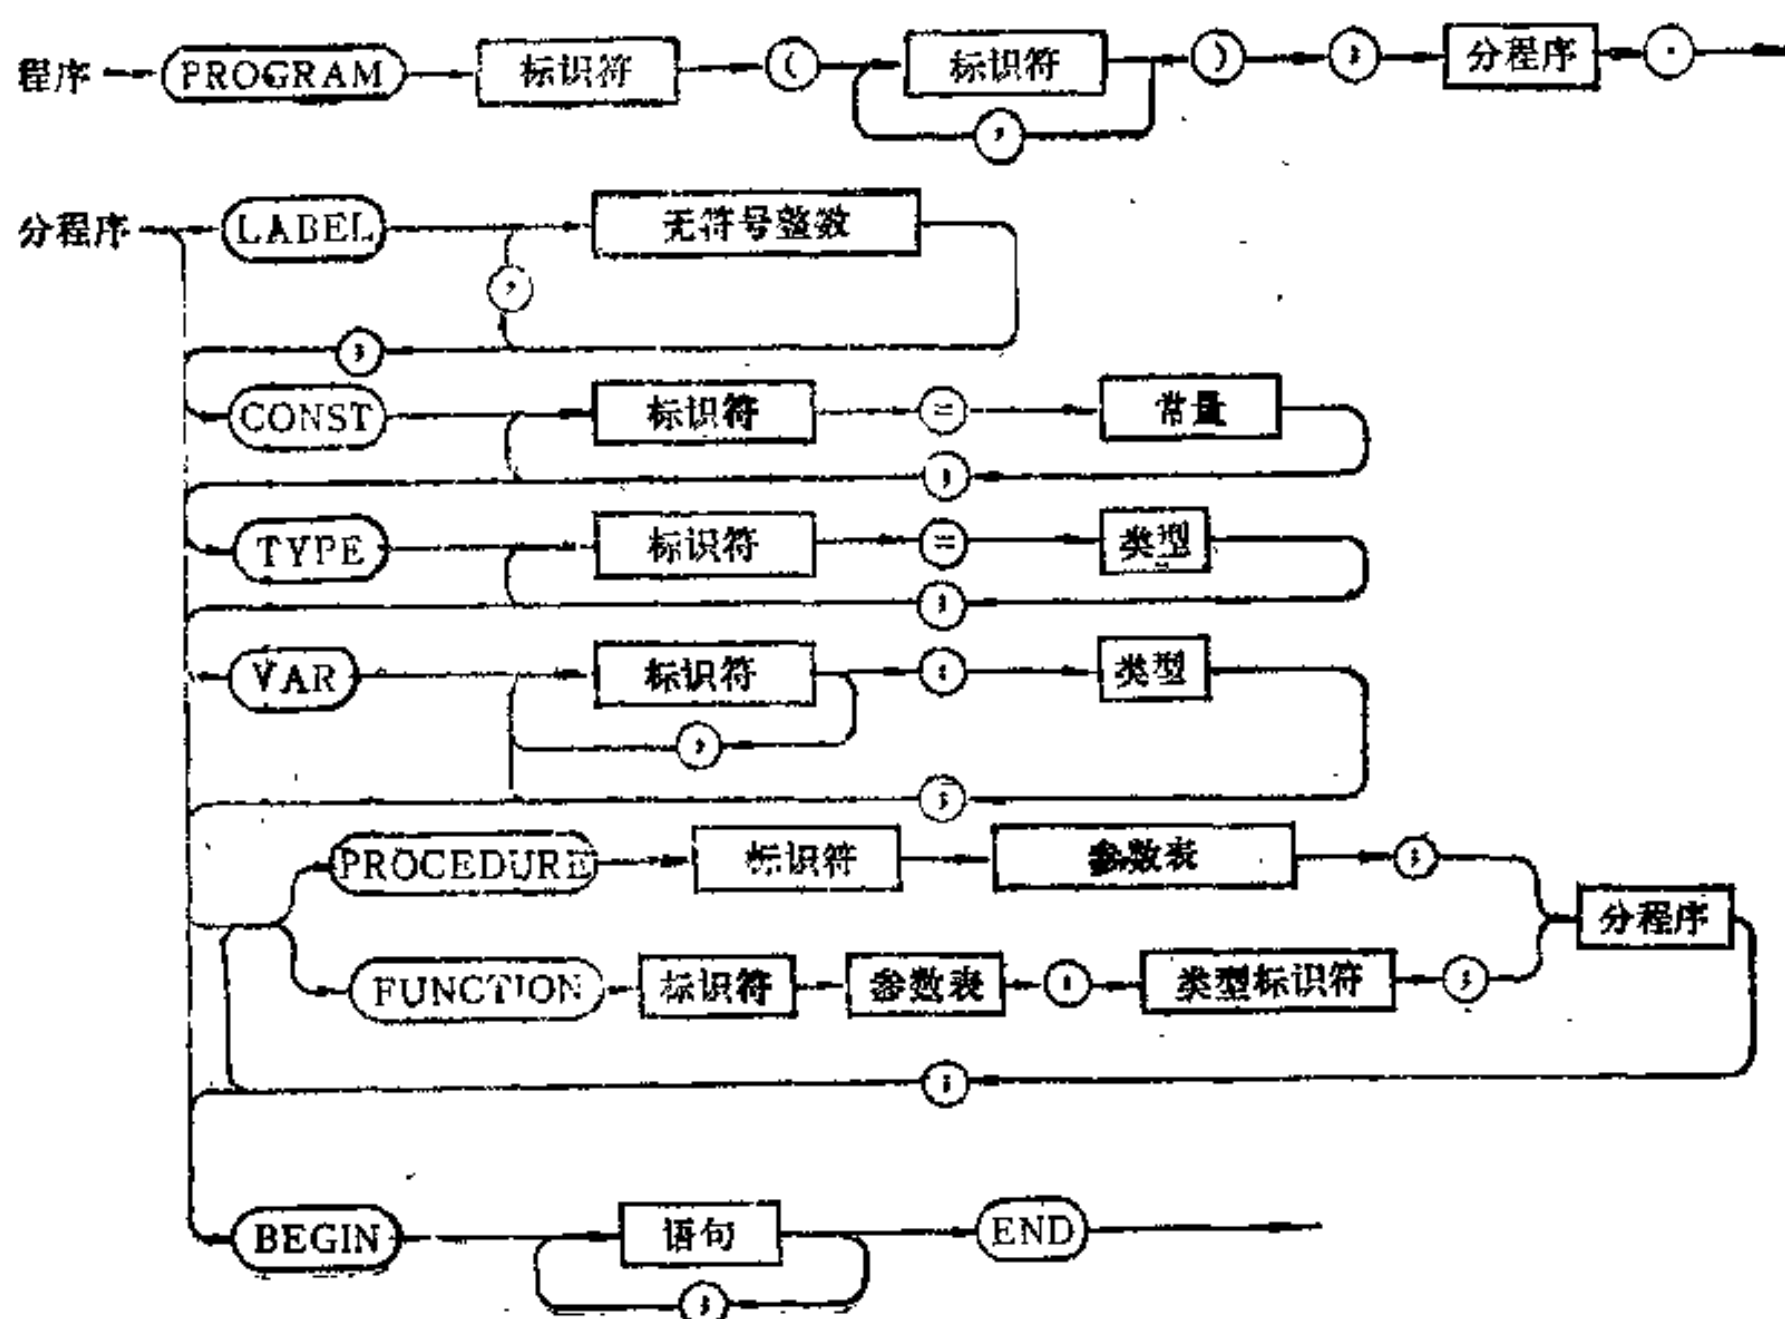 程序 PROGRAM 标识符 ( 标识符 ) ; 分程序 .
,
分程序 LABEL 无符号整数
,
;
CONST 标识符 = 常量
;
TYPE 标识符 = 类型
;
VAR 标识符 : 类型
,
;
PROCEDURE 标识符 参数表 ;
分程序
FUNCTION 标识符 参数表 : 类型标识符 ;
;
BEGIN 语句 END
;